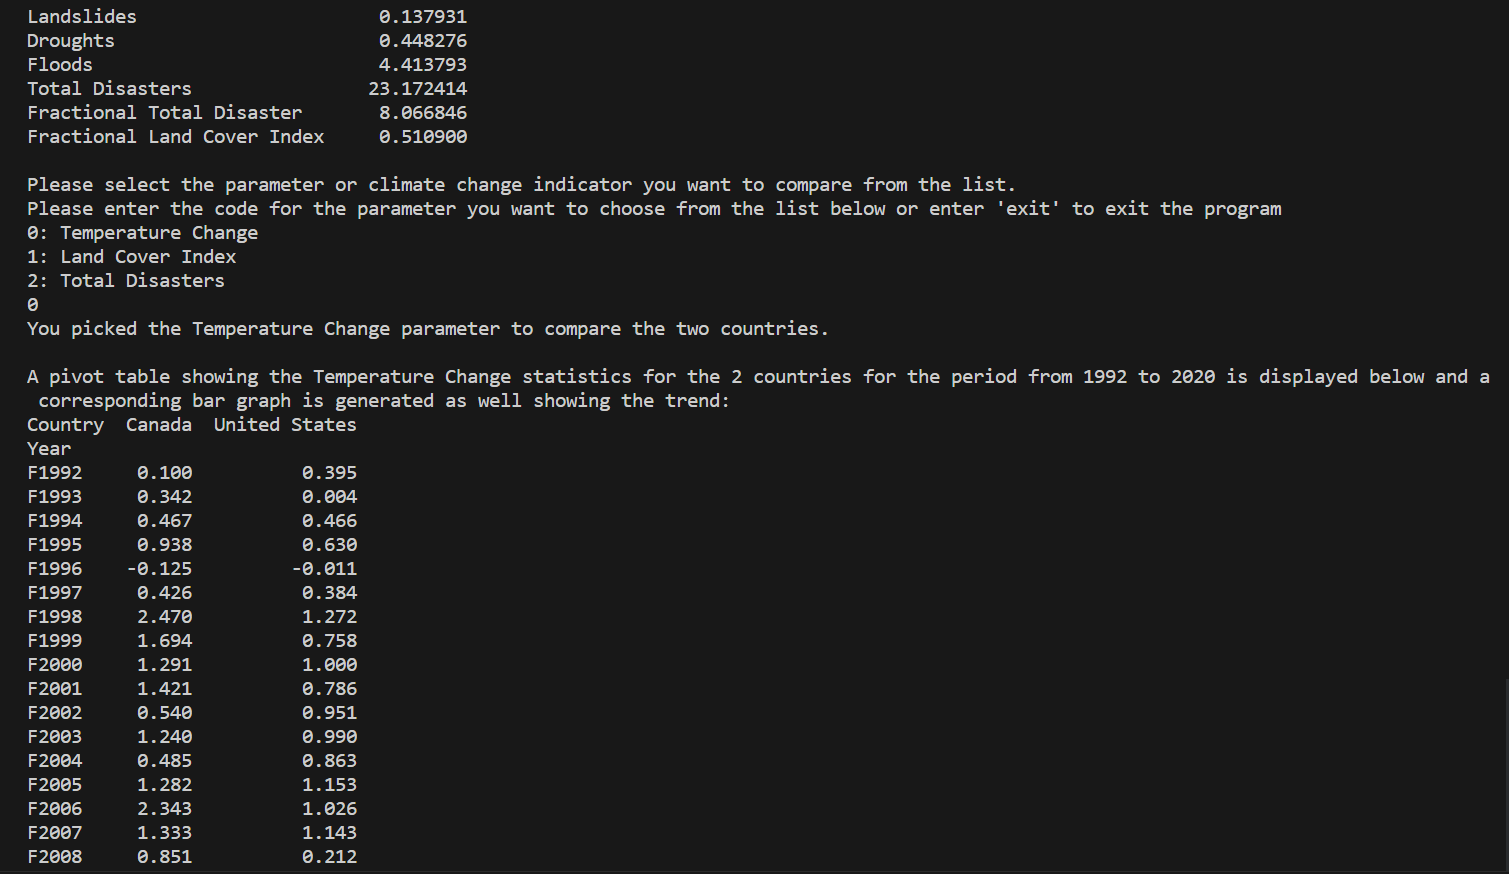 Landslides 0.137931
Droughts 0.448276
Floods 4.413793
Total Disasters 23.172414
Fractional Total Disaster 8.066846
Fractional Land Cover Index 0.510900
Please select the parameter or climate change indicator you want to compare from the list.
Please enter the code for the parameter you want to choose from the list below or enter 'exit' to exit the program
0: Temperature Change
1: Land Cover Index
2: Total Disasters
0
You picked the Temperature Change parameter to compare the two countries.
A pivot table showing the Temperature Change statistics for the 2 countries for the period from 1992 to 2020 is displayed below and a
corresponding bar graph is generated as well showing the trend:
Country Canada United States
Year
F1992 0.100 0.395
F1993 0.342 0.004
F1994 0.467 0.466
F1995 0.938 0.630
F1996 -0.125 -0.011
F1997 0.426 0.384
F1998 2.470 1.272
F1999 1.694 0.758
F2000 1.291 1.000
F2001 1.421 0.786
F2002 0.540 0.951
F2003 1.240 0.990
F2004 0.485 0.863
F2005 1.282 1.153
F2006 2.343 1.026
F2007 1.333 1.143
F2008 0.851 0.212